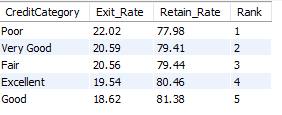 CreditCategory Exit_Rate Retain_Rate Rank
Poor 22.02 77.98 1
Very Good 20.59 79.41 2
Fair 20.56 79.44 3
Excellent 19.54 80.46 4
Good 18.62 81.38 5